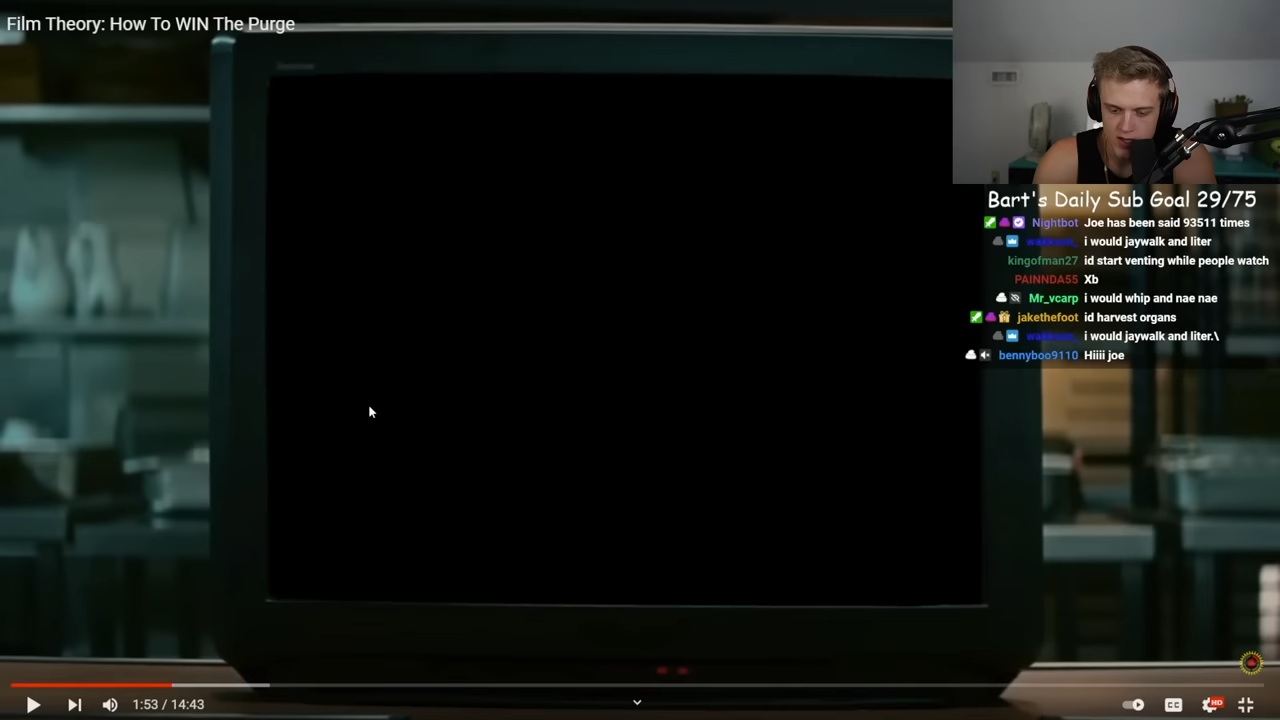 Film Theory: How To WIN The Purge
Bart's Daily Sub Goal 29/75
Nightbot Joe has been said 93511 times
i would jaywalk and liter
kingofman27 id start venting while people watch
PAINNDA55 Xb
Mr_vcarp i would whip and nae nae
jakethefoot id harvest organs
i would jaywalk and liter.\
bennyboo9110 Hiiii joe
1:53 / 14:43
CC
HD